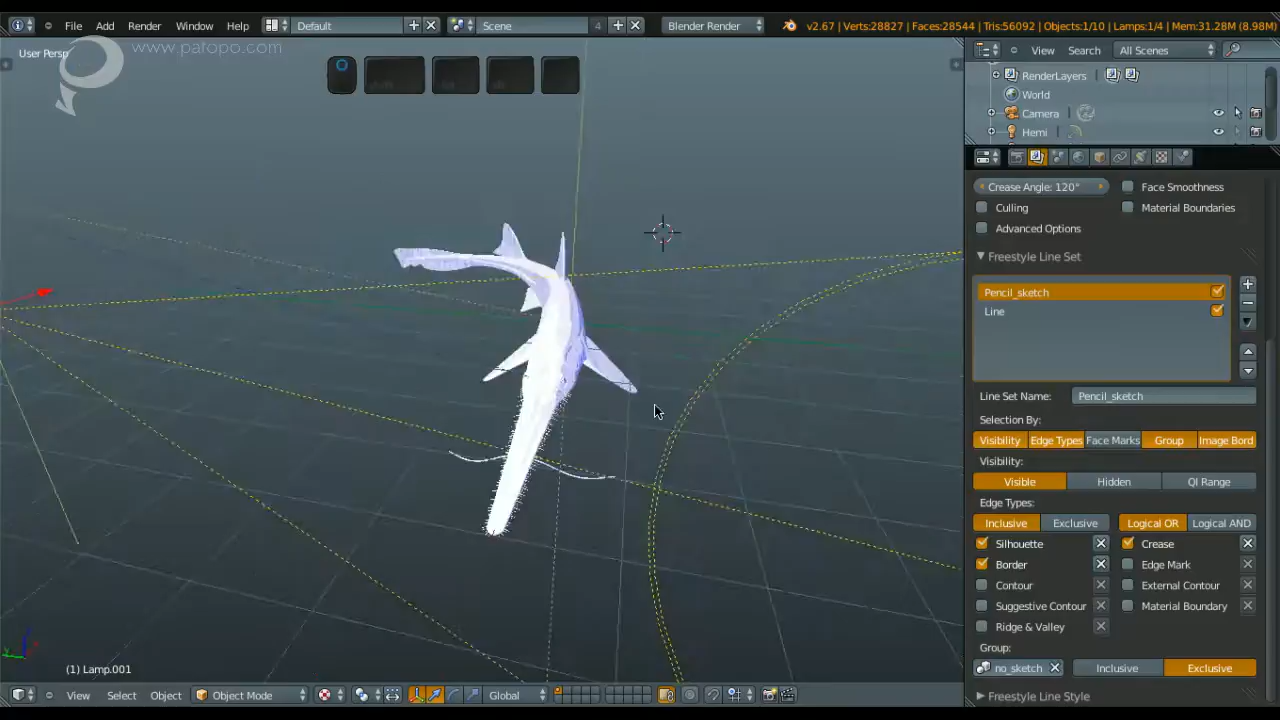 File Add Render Window Help Default Scene 4 Blender Render v2.67 | Verts:28827 | Faces:28544 | Tris:56092 | Objects:1/10 | Lamps:1/4 | Mem:31.28M (8.98M)
www.pafopo.com
User Persp
View Search All Scenes
RenderLayers
World
Camera
Hemi
Crease Angle: 120° Face Smoothness
Culling Material Boundaries
Advanced Options
Freestyle Line Set
Pencil_sketch
Line
Line Set Name: Pencil_sketch
Selection By:
Visibility Edge Types Face Marks Group Image Bord
Visibility:
Visible Hidden QI Range
Edge Types:
Inclusive Exclusive Logical OR Logical AND
Silhouette Crease
Border Edge Mark
Contour External Contour
Suggestive Contour Material Boundary
Ridge & Valley
Group:
no_sketch Inclusive Exclusive
Freestyle Line Style
(1) Lamp.001
View Select Object Object Mode Global